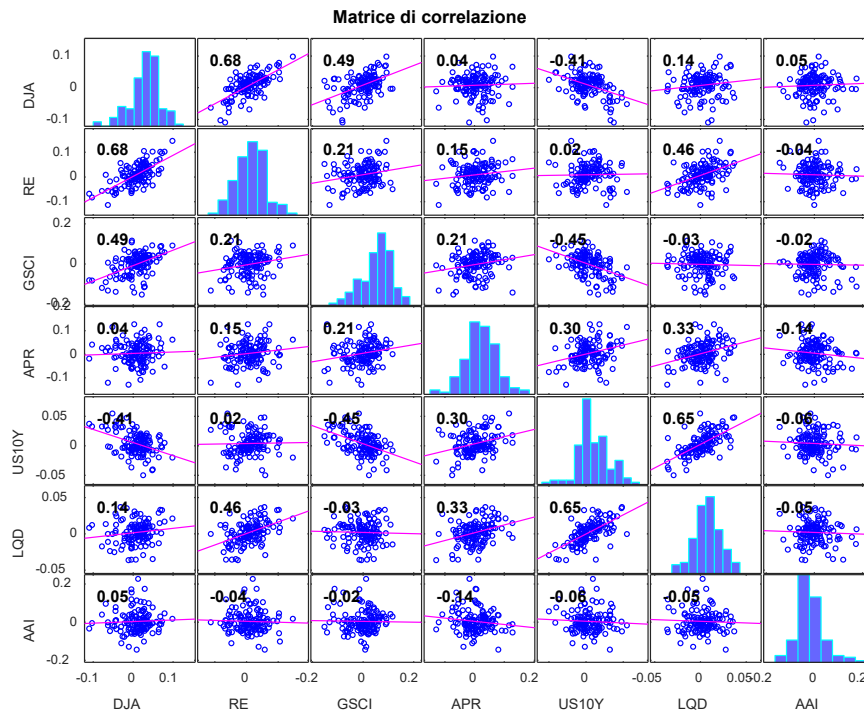 Matrice di correlazione
DJA 0.1 0 -0.1 0.68 0.49 0.04 -0.41 0.14 0.05
RE 0.1 0 -0.1 0.68 0.21 0.15 0.02 0.46 -0.04
GSCI 0.2 0 -0.2 0.49 0.21 0.21 -0.45 -0.03 -0.02
APR 0.1 0 -0.1 0.04 0.15 0.21 0.30 0.33 -0.14
US10Y 0.05 0 -0.05 -0.41 0.02 -0.45 0.30 0.65 -0.06
LQD 0.05 0 -0.05 0.14 0.46 -0.03 0.33 0.65 -0.05
AAI 0.2 0 -0.2 0.05 -0.04 -0.02 -0.14 -0.06 -0.05
-0.1 0 0.1 0 -0.2 0 0.2 0 0 -0.05 0 0.05 -0.2 0 0.2
DJA RE GSCI APR US10Y LQD AAI